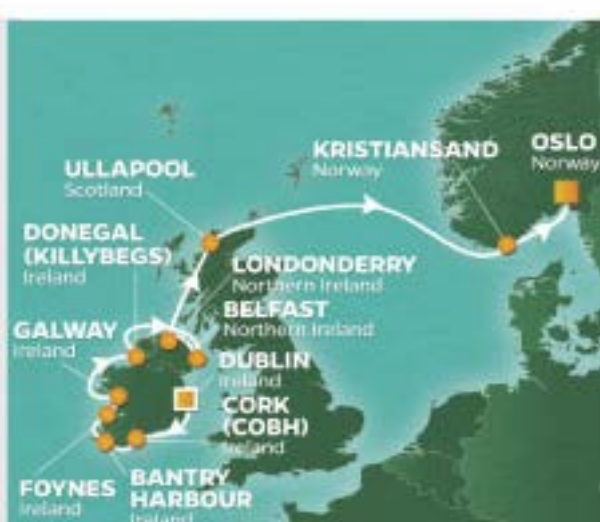 KRISTIANSAND
Norway
OSLO
Norway
ULLAPOOL
Scotland
DONEGAL
(KILLYBEGS)
Ireland
LONDONDERRY
Northern Ireland
BELFAST
Northern Ireland
GALWAY
Ireland
DUBLIN
Ireland
CORK
(COBH)
Ireland
FOYNES
Ireland
BANTRY
HARBOUR
Ireland